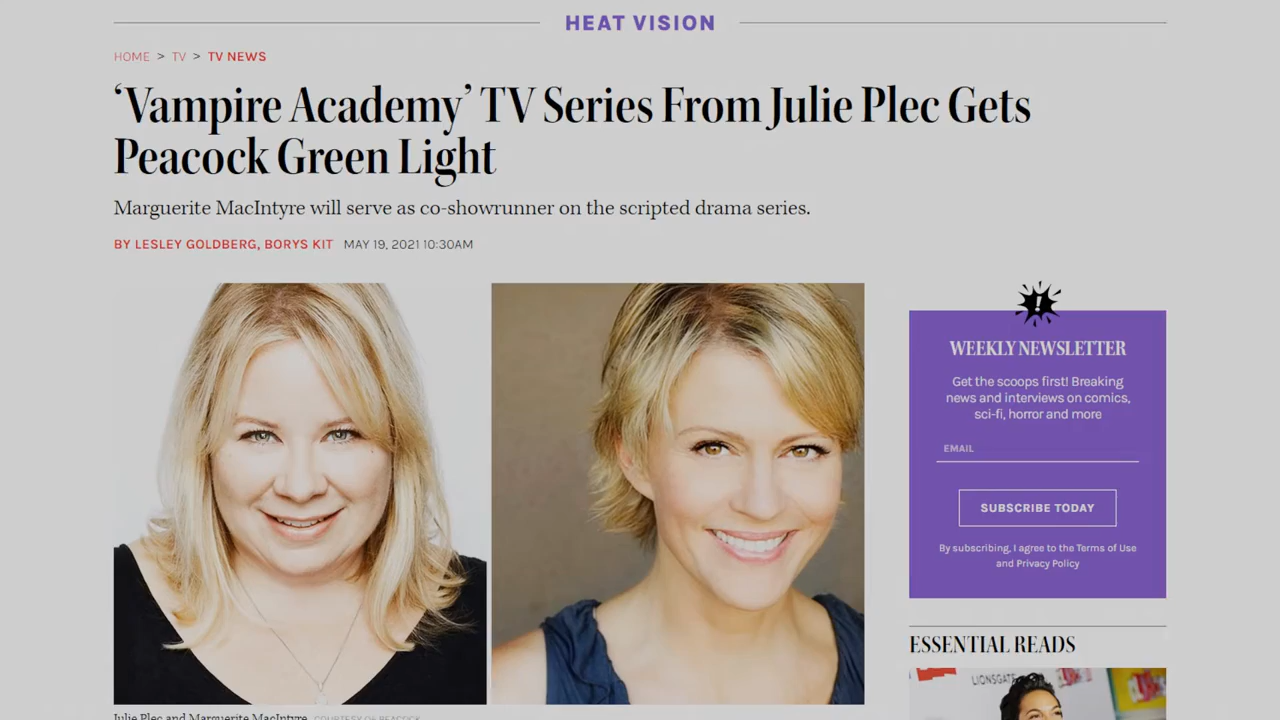 HEAT VISION
HOME > TV > TV NEWS
‘Vampire Academy’ TV Series From Julie Plec Gets
Peacock Green Light
Marguerite MacIntyre will serve as co-showrunner on the scripted drama series.
BY LESLEY GOLDBERG, BORYS KIT MAY 19, 2021 10:30AM
!
WEEKLY NEWSLETTER
Get the scoops first! Breaking
news and interviews on comics,
sci-fi, horror and more
EMAIL
SUBSCRIBE TODAY
By subscribing, I agree to the Terms of Use
and Privacy Policy
ESSENTIAL READS
LIONSGATE
Julie Plec and Marguerite MacIntyre COURTESY OF PEACOCK